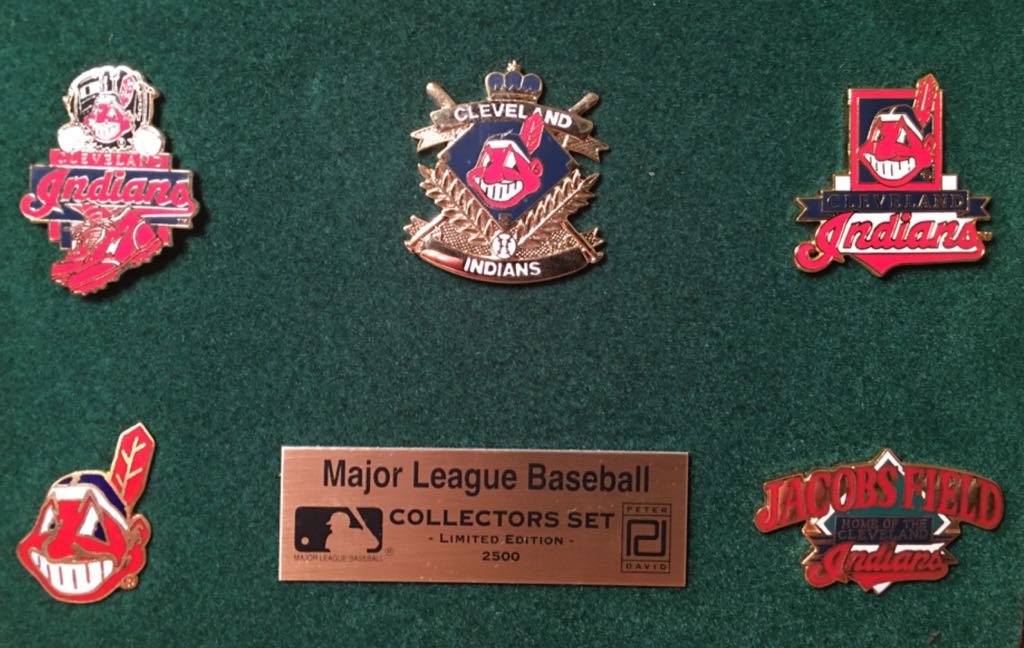 CLEVELAND
Indians
CLEVELAND
INDIANS
CLEVELAND
Indians
Major League Baseball
COLLECTORS SET
- LIMITED EDITION -
2500
MAJOR LEAGUE BASEBALL®
PETER
DAVID
JACOBS FIELD
HOME OF THE
CLEVELAND
Indians